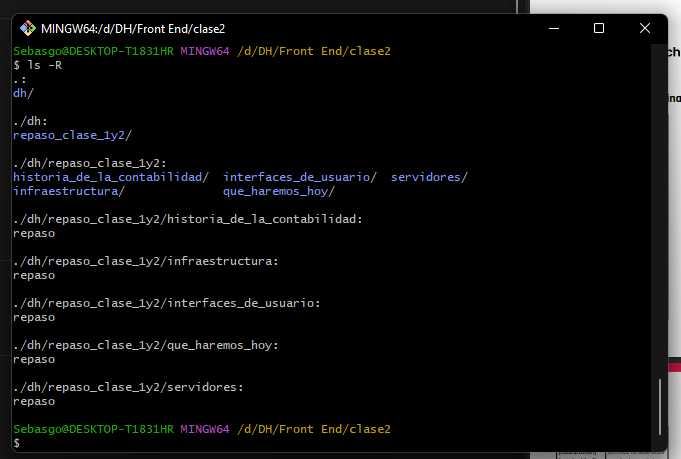 MINGW64:/d/DH/Front End/clase2
Sebasgo@DESKTOP-T1831HR MINGW64 /d/DH/Front End/clase2
$ ls -R
.:
dh/
./dh:
repaso_clase_1y2/
./dh/repaso_clase_1y2:
historia_de_la_contabilidad/  interfaces_de_usuario/  servidores/
infraestructura/              que_haremos_hoy/
./dh/repaso_clase_1y2/historia_de_la_contabilidad:
repaso
./dh/repaso_clase_1y2/infraestructura:
repaso
./dh/repaso_clase_1y2/interfaces_de_usuario:
repaso
./dh/repaso_clase_1y2/que_haremos_hoy:
repaso
./dh/repaso_clase_1y2/servidores:
repaso
Sebasgo@DESKTOP-T1831HR MINGW64 /d/DH/Front End/clase2
$
ch
ina